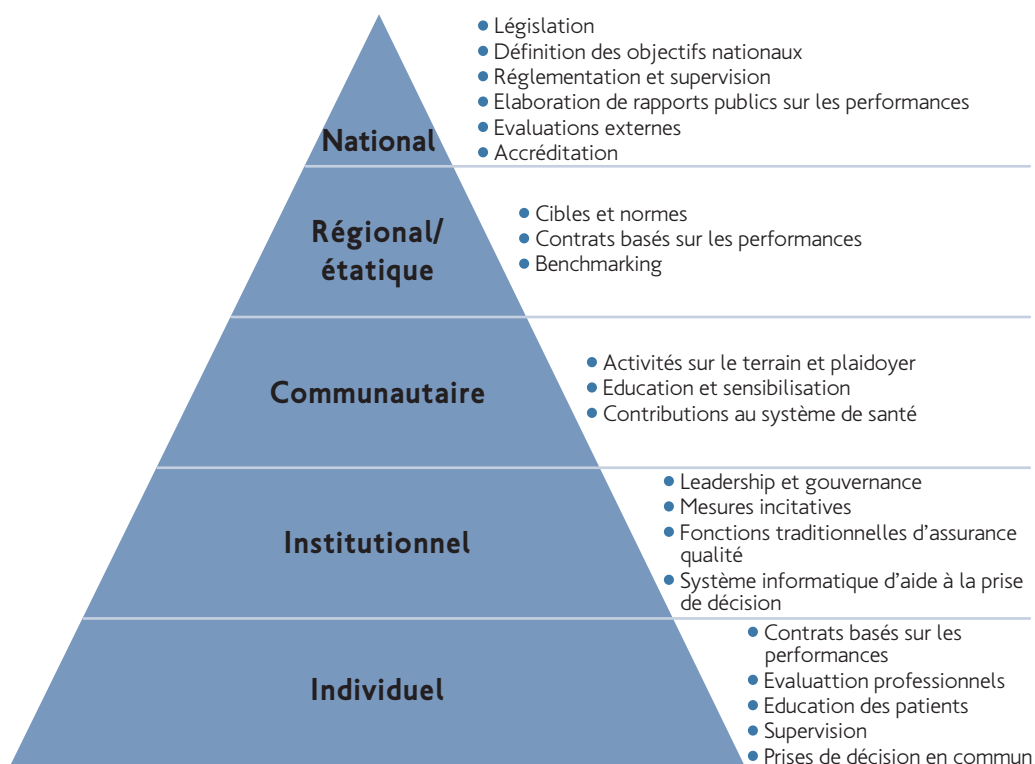 • Législation
• Définition des objectifs nationaux
• Réglementation et supervision
• Elaboration de rapports publics sur les performances
• Evaluations externes
• Accréditation
National
Régional/
étatique
• Cibles et normes
• Contrats basés sur les performances
• Benchmarking
Communautaire
• Activités sur le terrain et plaidoyer
• Education et sensibilisation
• Contributions au système de santé
Institutionnel
• Leadership et gouvernance
• Mesures incitatives
• Fonctions traditionnelles d'assurance
qualité
• Système informatique d'aide à la prise
de décision
Individuel
• Contrats basés sur les
performances
• Evaluattion professionnels
• Education des patients
• Supervision
• Prises de décision en commun